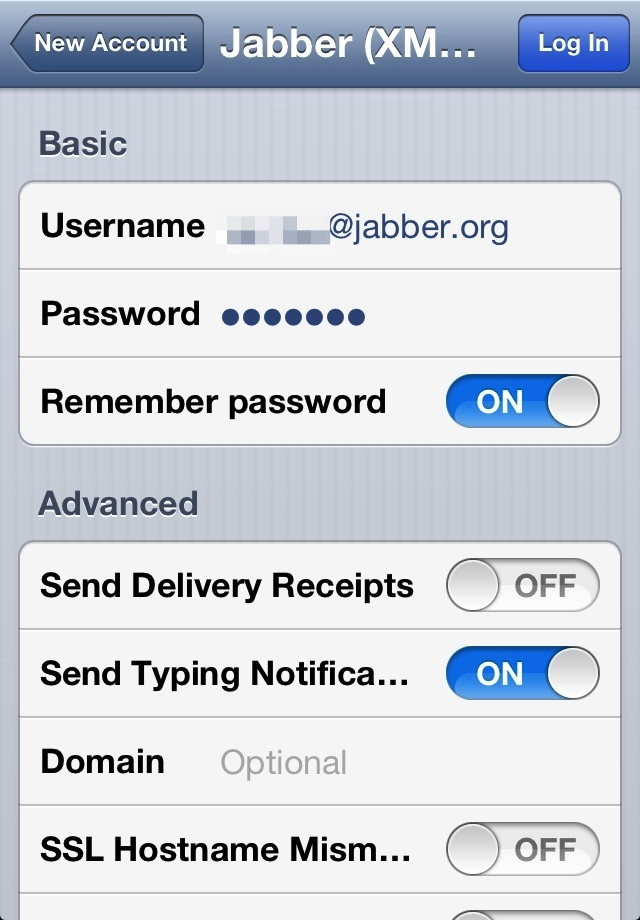 New Account
Jabber (XM...
Log In
Basic
Username @jabber.org
Password
Remember password ON
Advanced
Send Delivery Receipts OFF
Send Typing Notifica... ON
Domain Optional
SSL Hostname Mism... OFF